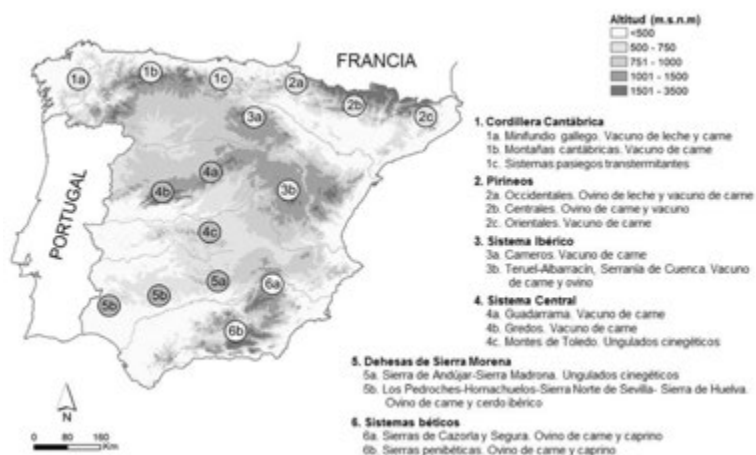 Altitud (m.s.n.m)
<500
500 - 750
751 - 1000
1001 - 1500
1501 - 3500
FRANCIA
PORTUGAL
1a
1b
1c
2a
2b
2c
3a
3b
4a
4b
4c
5a
5b
5b
6a
6b
1. Cordillera Cantábrica
1a. Minifundio gallego. Vacuno de leche y carne
1b. Montañas cantábricas. Vacuno de carne
1c. Sistemas pasiegos transtermitantes
2. Pirineos
2a. Occidentales. Ovino de leche y vacuno de carne
2b. Centrales. Ovino de carne y vacuno
2c. Orientales. Vacuno de carne
3. Sistema Ibérico
3a. Cameros. Vacuno de carne
3b. Teruel-Albarracín, Serranía de Cuenca. Vacuno
de carne y ovino
4. Sistema Central
4a. Guadarrama. Vacuno de carne
4b. Gredos. Vacuno de carne
4c. Montes de Toledo. Ungulados cinegéticos
5. Dehesas de Sierra Morena
5a. Sierra de Andújar-Sierra Madrona. Ungulados cinegéticos
5b. Los Pedroches-Hornachuelos-Sierra Norte de Sevilla- Sierra de Huelva.
Ovino de carne y cerdo ibérico
6. Sistemas béticos
6a. Sierras de Cazorla y Segura. Ovino de carne y caprino
6b. Sierras penibéticas. Ovino de carne y caprino
N
0 80 160
Km